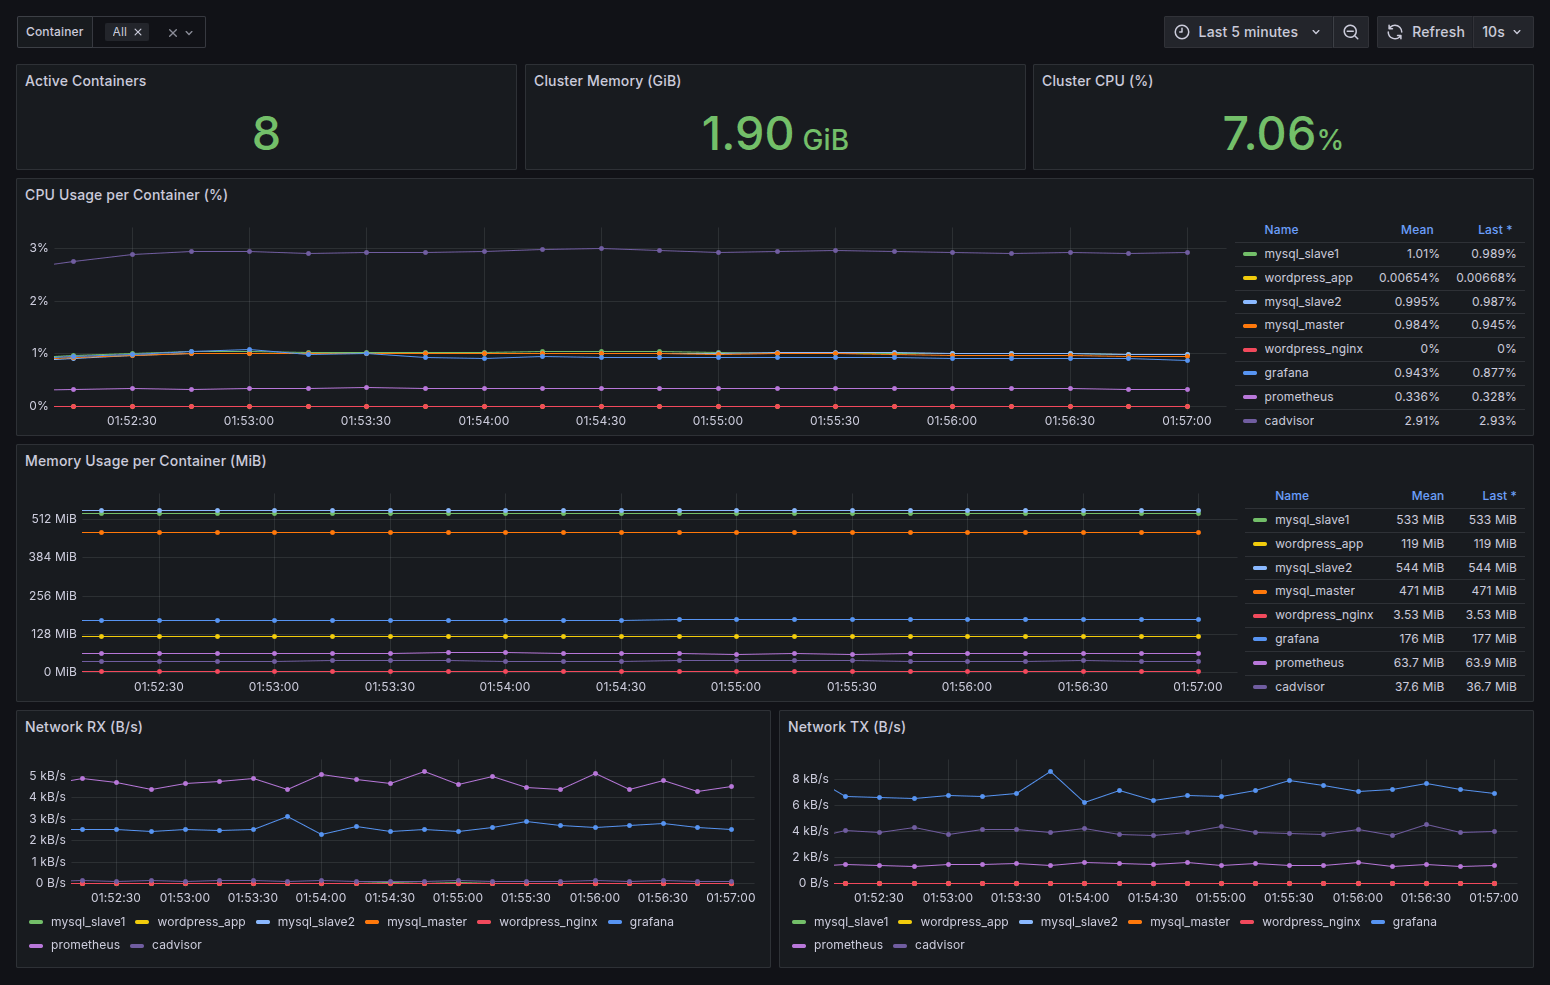 Container All × × Last 5 minutes Refresh 10s
Active Containers
8
Cluster Memory (GiB)
1.90 GiB
Cluster CPU (%)
7.06%
CPU Usage per Container (%)
3%
2%
1%
0%
01:52:30 01:53:00 01:53:30 01:54:00 01:54:30 01:55:00 01:55:30 01:56:00 01:56:30 01:57:00
Name Mean Last *
mysql_slave1 1.01% 0.989%
wordpress_app 0.00654% 0.00668%
mysql_slave2 0.995% 0.987%
mysql_master 0.984% 0.945%
wordpress_nginx 0% 0%
grafana 0.943% 0.877%
prometheus 0.336% 0.328%
cadvisor 2.91% 2.93%
Memory Usage per Container (MiB)
512 MiB
384 MiB
256 MiB
128 MiB
0 MiB
01:52:30 01:53:00 01:53:30 01:54:00 01:54:30 01:55:00 01:55:30 01:56:00 01:56:30 01:57:00
Name Mean Last *
mysql_slave1 533 MiB 533 MiB
wordpress_app 119 MiB 119 MiB
mysql_slave2 544 MiB 544 MiB
mysql_master 471 MiB 471 MiB
wordpress_nginx 3.53 MiB 3.53 MiB
grafana 176 MiB 177 MiB
prometheus 63.7 MiB 63.9 MiB
cadvisor 37.6 MiB 36.7 MiB
Network RX (B/s)
5 kB/s
4 kB/s
3 kB/s
2 kB/s
1 kB/s
0 B/s
01:52:30 01:53:00 01:53:30 01:54:00 01:54:30 01:55:00 01:55:30 01:56:00 01:56:30 01:57:00
mysql_slave1 wordpress_app mysql_slave2 mysql_master wordpress_nginx grafana
prometheus cadvisor
Network TX (B/s)
8 kB/s
6 kB/s
4 kB/s
2 kB/s
0 B/s
01:52:30 01:53:00 01:53:30 01:54:00 01:54:30 01:55:00 01:55:30 01:56:00 01:56:30 01:57:00
mysql_slave1 wordpress_app mysql_slave2 mysql_master wordpress_nginx grafana
prometheus cadvisor